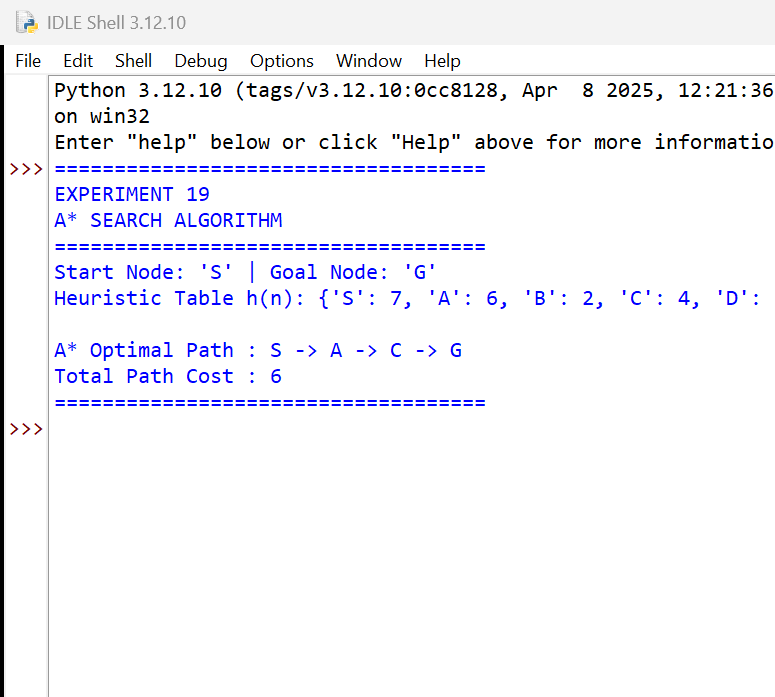 IDLE Shell 3.12.10
File Edit Shell Debug Options Window Help
Python 3.12.10 (tags/v3.12.10:0cc8128, Apr  8 2025, 12:21:36
on win32
Enter "help" below or click "Help" above for more informatio
>>> ====================================
EXPERIMENT 19
A* SEARCH ALGORITHM
====================================
Start Node: 'S' | Goal Node: 'G'
Heuristic Table h(n): {'S': 7, 'A': 6, 'B': 2, 'C': 4, 'D':
A* Optimal Path : S -> A -> C -> G
Total Path Cost : 6
====================================
>>>